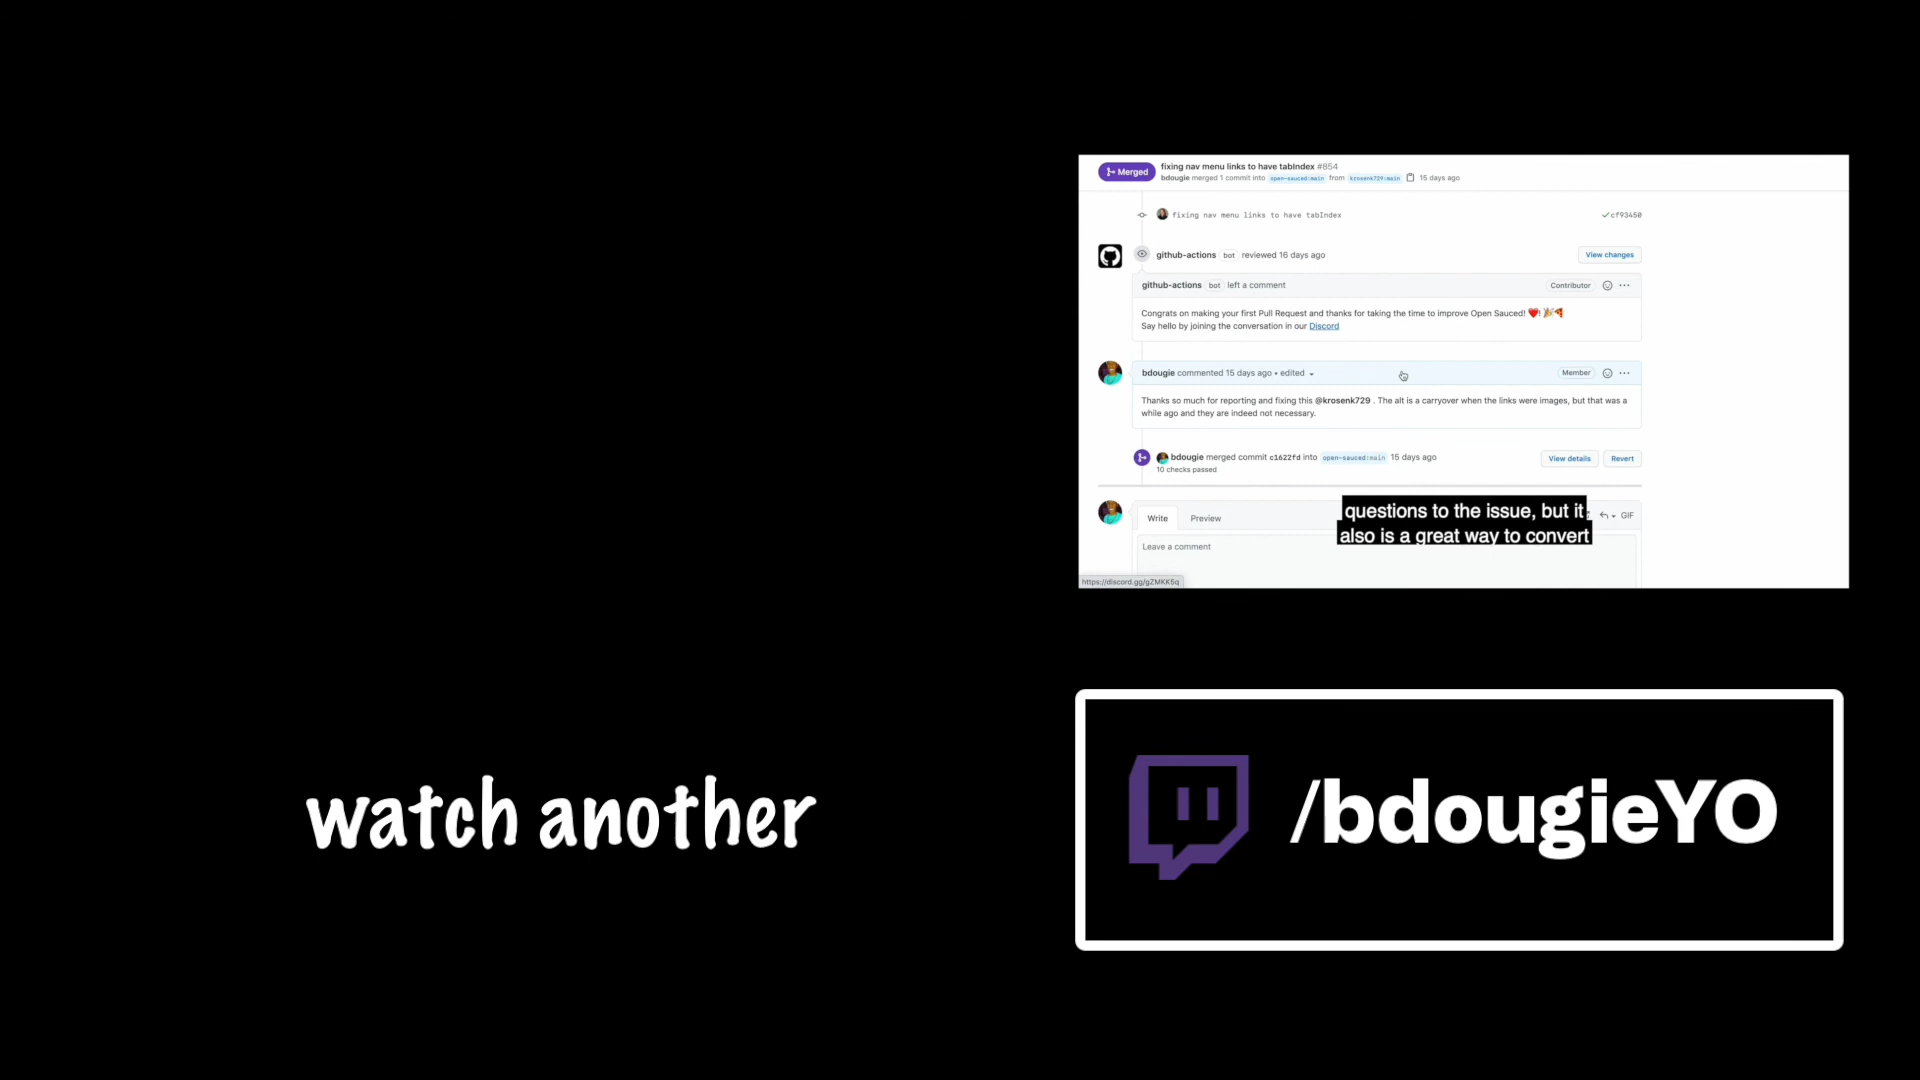 Merged
fixing nav menu links to have tabIndex #854
bdougie merged 1 commit into open-sauced:main from krosenk729:main 15 days ago
fixing nav menu links to have tabIndex cf93450
github-actions bot reviewed 16 days ago View changes
github-actions bot left a comment Contributor
Congrats on making your first Pull Request and thanks for taking the time to improve Open Sauced! ❤️! 🎉🍕
Say hello by joining the conversation in our Discord
bdougie commented 15 days ago • edited Member
Thanks so much for reporting and fixing this @krosenk729 . The alt is a carryover when the links were images, but that was a
while ago and they are indeed not necessary.
bdougie merged commit c1622fd into open-sauced:main 15 days ago View details Revert
10 checks passed
Write Preview GIF
questions to the issue, but it
also is a great way to convert
Leave a comment
https://discord.gg/gZMKK5q
watch another
/bdougieYO